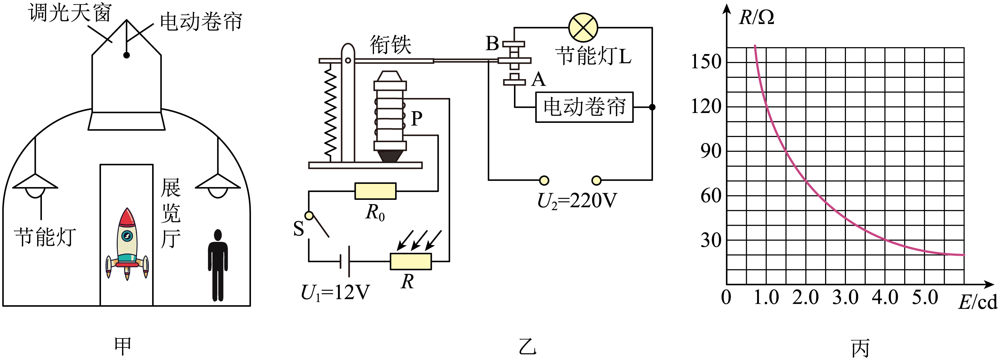 调光天窗
电动卷帘
节能灯
展览厅
甲
衔铁
B
节能灯L
A
电动卷帘
P
U₂=220V
R₀
S
R
U₁=12V
乙
R/Ω
150
120
90
60
30
0 1.0 2.0 3.0 4.0 5.0 E/cd
丙